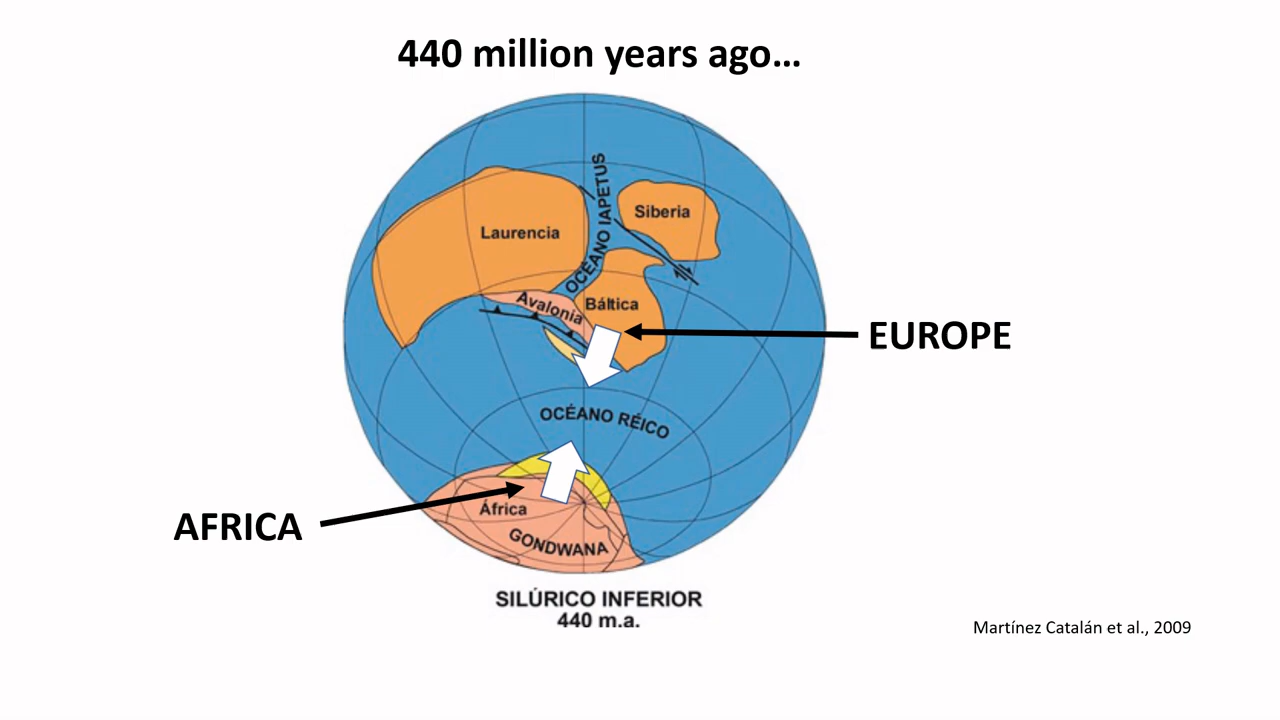 440 million years ago...
OCÉANO IAPETUS
Siberia
Laurencia
Avalonia
Báltica
EUROPE
OCÉANO RÉICO
AFRICA
África
GONDWANA
SILÚRICO INFERIOR
440 m.a.
Martínez Catalán et al., 2009